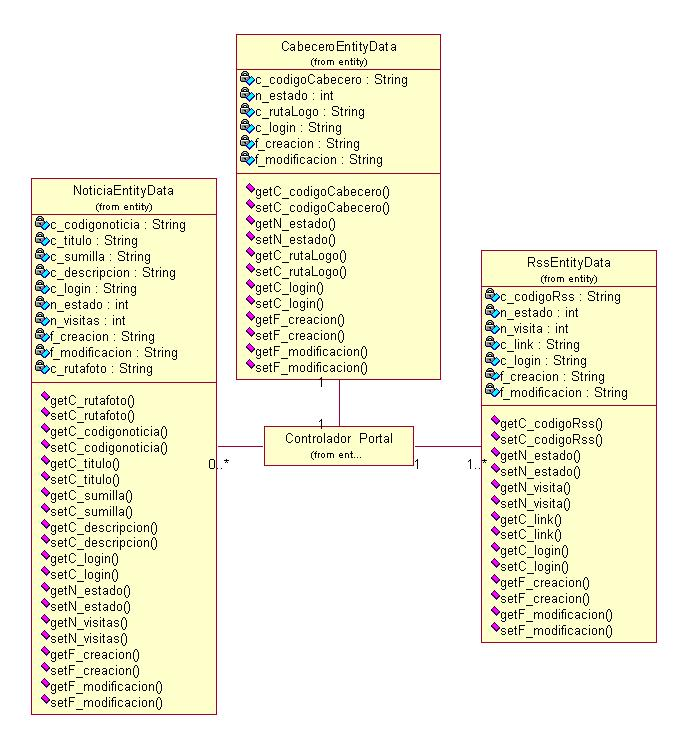 CabeceroEntityData
(from entity)
c_codigoCabecero : String
n_estado : int
c_rutaLogo : String
c_login : String
f_creacion : String
f_modificacion : String
getC_codigoCabecero()
setC_codigoCabecero()
getN_estado()
setN_estado()
getC_rutaLogo()
setC_rutaLogo()
getC_login()
setC_login()
getF_creacion()
setF_creacion()
getF_modificacion()
setF_modificacion()
NoticiaEntityData
(from entity)
c_codigonoticia : String
c_titulo : String
c_sumilla : String
c_descripcion : String
c_login : String
n_estado : int
n_visitas : int
f_creacion : String
f_modificacion : String
c_rutafoto : String
getC_rutafoto()
setC_rutafoto()
getC_codigonoticia()
setC_codigonoticia()
getC_titulo()
setC_titulo()
getC_sumilla()
setC_sumilla()
getC_descripcion()
setC_descripcion()
getC_login()
setC_login()
getN_estado()
setN_estado()
getN_visitas()
setN_visitas()
getF_creacion()
setF_creacion()
getF_modificacion()
setF_modificacion()
RssEntityData
(from entity)
c_codigoRss : String
n_estado : int
n_visita : int
c_link : String
c_login : String
f_creacion : String
f_modificacion : String
getC_codigoRss()
setC_codigoRss()
getN_estado()
setN_estado()
getN_visita()
setN_visita()
getC_link()
setC_link()
getC_login()
setC_login()
getF_creacion()
setF_creacion()
getF_modificacion()
setF_modificacion()
1
1
Controlador Portal
(from ent...
0..*
1
1..*